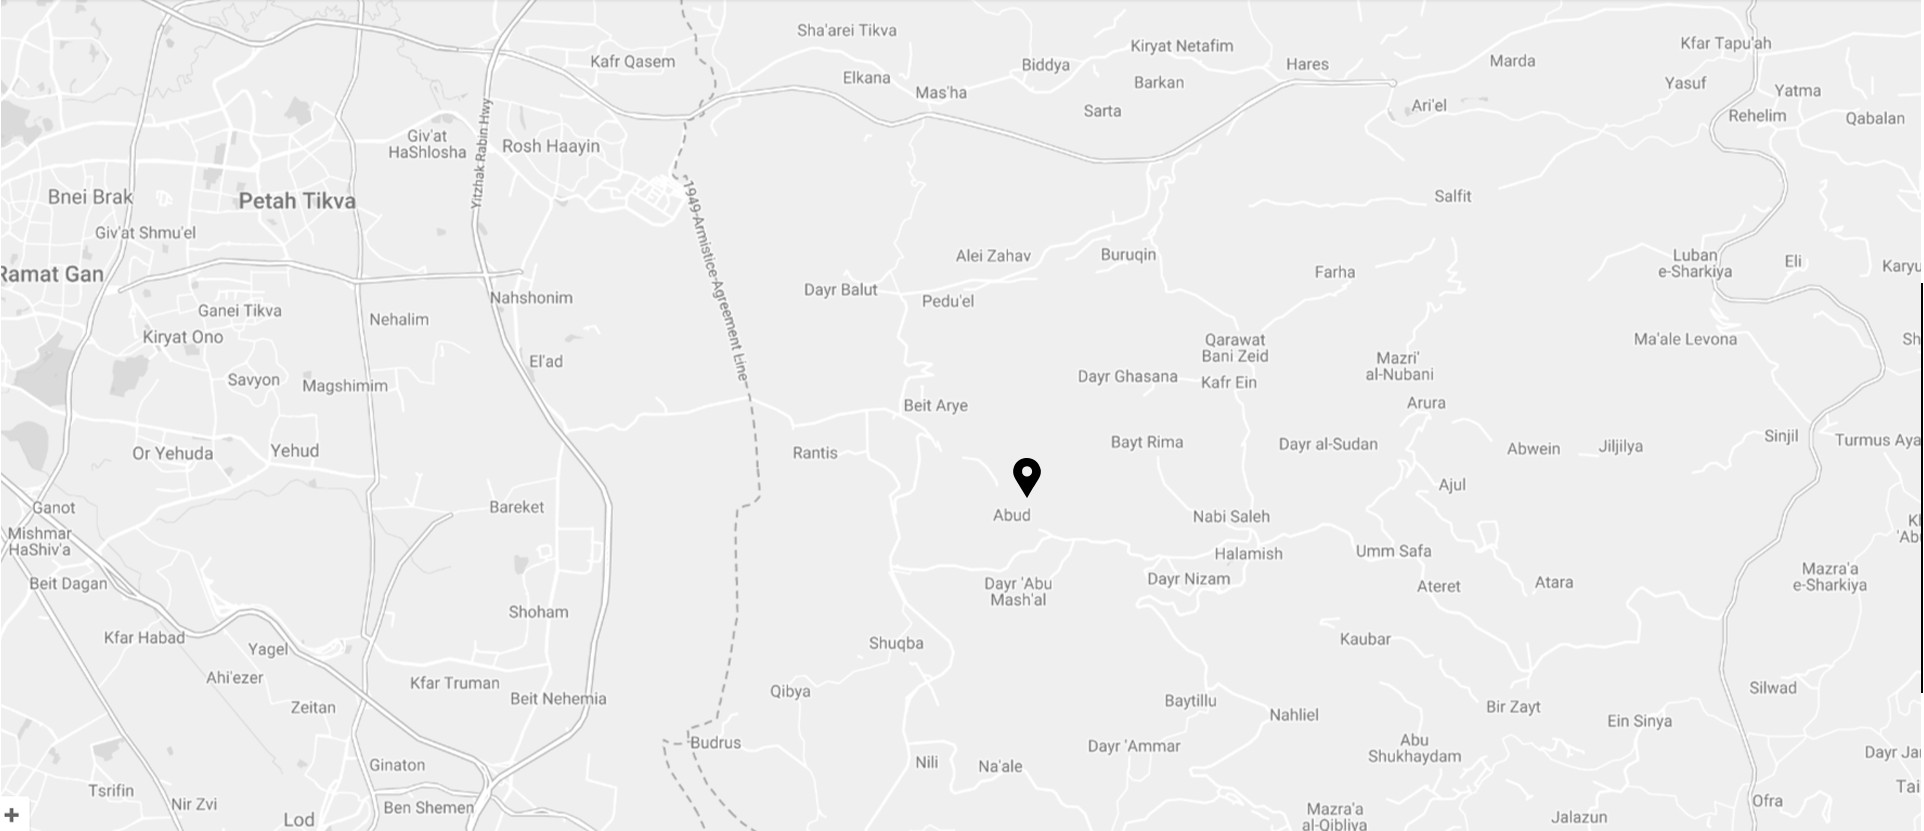 Sha'arei Tikva
Kiryat Netafim
Kfar Tapu'ah
Kafr Qasem
Biddya
Hares
Marda
Elkana
Mas'ha
Barkan
Yasuf
Yatma
Sarta
Ari'el
Rehelim
Qabalan
Giv'at
HaShlosha
Rosh Haayin
Yitzhak Rabin Hwy
Bnei Brak
Petah Tikva
1949 Armistice Agreement Line
Salfit
Giv'at Shmu'el
Ramat Gan
Alei Zahav
Buruqin
Farha
Luban
e-Sharkiya
Eli
Karyu
Nahshonim
Dayr Balut
Pedu'el
Ganei Tikva
Nehalim
Kiryat Ono
Qarawat
Bani Zeid
Ma'ale Levona
Sh
El'ad
Mazri'
al-Nubani
Savyon
Magshimim
Dayr Ghasana
Kafr Ein
Beit Arye
Arura
Or Yehuda
Yehud
Rantis
Bayt Rima
Dayr al-Sudan
Abwein
Jiljilya
Sinjil
Turmus Aya
Ajul
Ganot
Bareket
Abud
Nabi Saleh
Mishmar
HaShiv'a
Halamish
Umm Safa
Kl
'Abu
Beit Dagan
Dayr 'Abu
Mash'al
Dayr Nizam
Ateret
Atara
Mazra'a
e-Sharkiya
Shoham
Kfar Habad
Yagel
Shuqba
Kaubar
Ahi'ezer
Kfar Truman
Beit Nehemia
Qibya
Silwad
Zeitan
Baytillu
Nahliel
Bir Zayt
Ein Sinya
Budrus
Dayr 'Ammar
Abu
Shukhaydam
Dayr Jar
Ginaton
Nili
Na'ale
Tai
Tsrifin
Nir Zvi
Lod
Ben Shemen
Mazra'a
al-Qibliya
Jalazun
Ofra
+